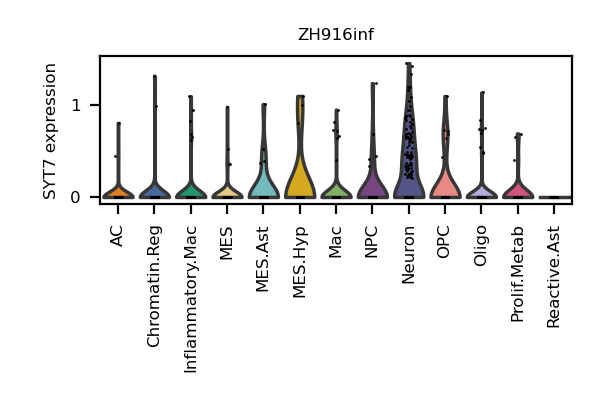 ZH916inf
SYT7 expression
1
0
AC
Chromatin.Reg
Inflammatory.Mac
MES
MES.Ast
MES.Hyp
Mac
NPC
Neuron
OPC
Oligo
Prolif.Metab
Reactive.Ast